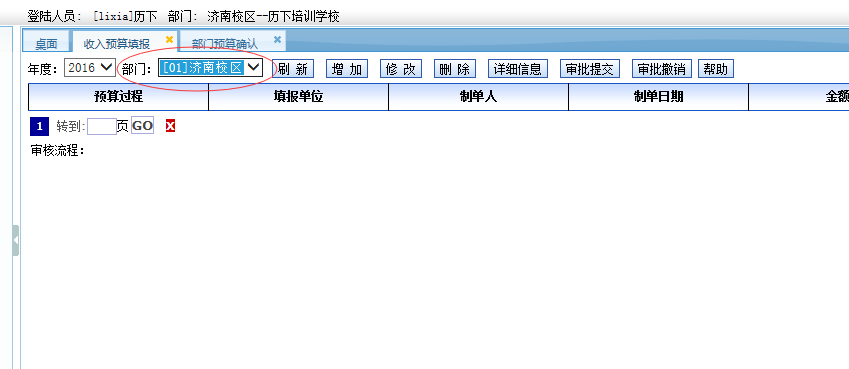 登陆人员: [lixia]历下 部门: 济南校区--历下培训学校
桌面 收入预算填报 部门预算确认
年度: 2016 部门: [01]济南校区 刷 新 增 加 修 改 删 除 详细信息 审批提交 审批撤销 帮助
预算过程 填报单位 制单人 制单日期 金额
1 转到: 页 GO X
审核流程: